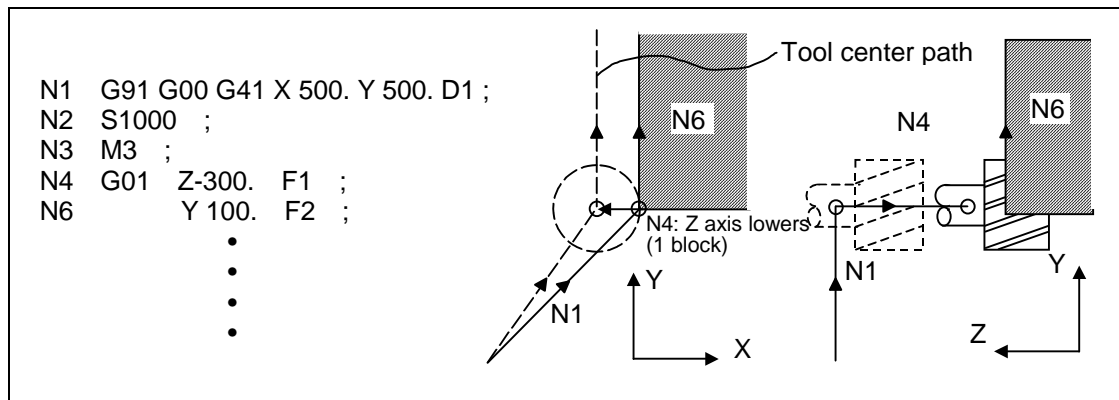 N1 G91 G00 G41 X 500. Y 500. D1 ;
N2 S1000 ;
N3 M3 ;
N4 G01 Z-300. F1 ;
N6 Y 100. F2 ;
Tool center path
N6
N4
N6
N4: Z axis lowers
(1 block)
N1
Y
X
N1
Y
Z